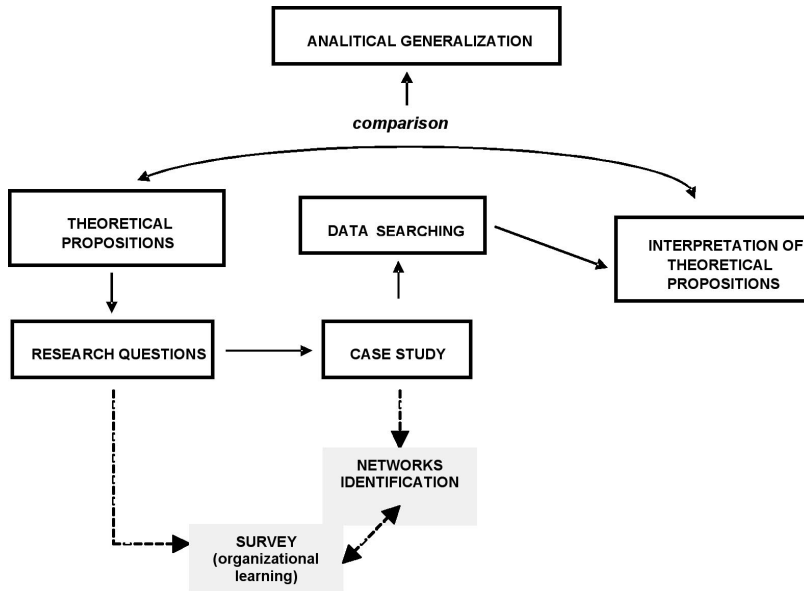 ANALITICAL GENERALIZATION
comparison
THEORETICAL
PROPOSITIONS
DATA SEARCHING
INTERPRETATION OF
THEORETICAL
PROPOSITIONS
RESEARCH QUESTIONS
CASE STUDY
NETWORKS
IDENTIFICATION
SURVEY
(organizational
learning)